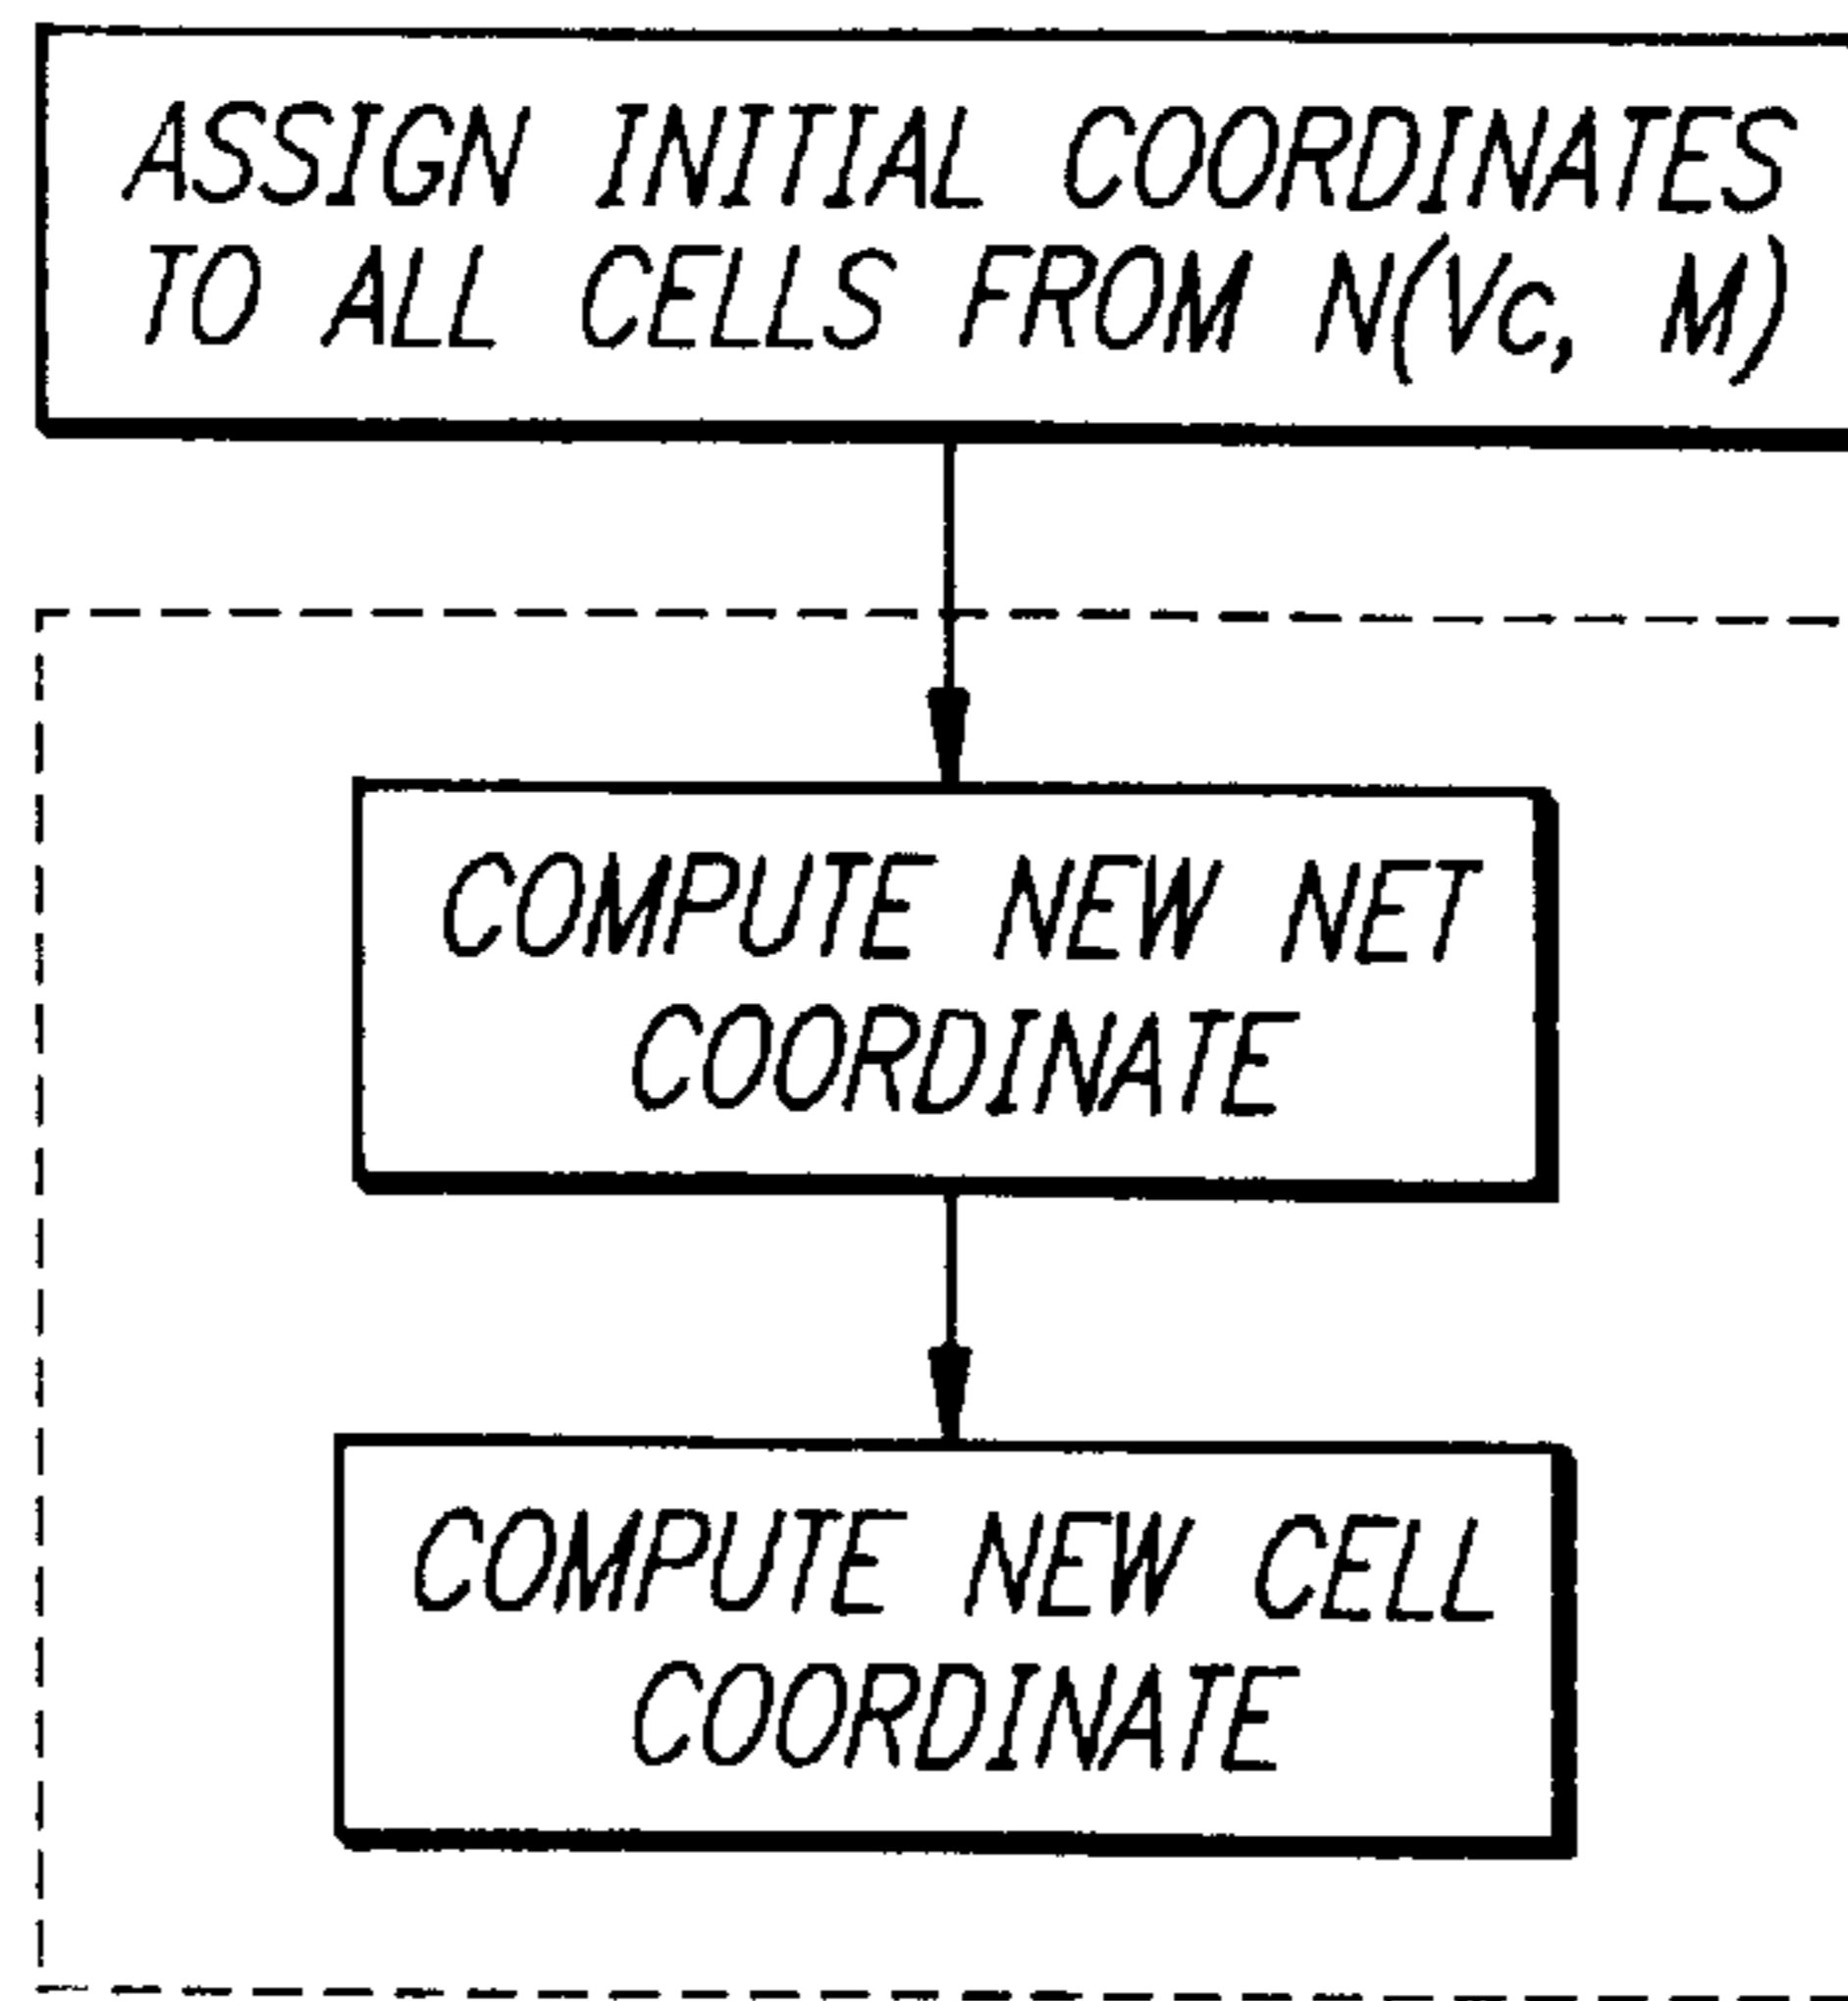 ASSIGN INITIAL COORDINATES
TO ALL CELLS FROM N(Vc, M)
COMPUTE NEW NET
COORDINATE
COMPUTE NEW CELL
COORDINATE